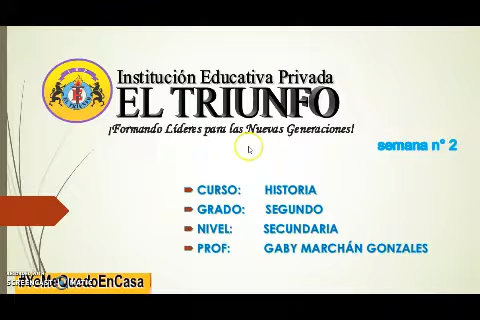 Institución Educativa Privada
EL TRIUNFO
¡Formando Líderes para las Nuevas Generaciones!
semana n° 2
CURSO: HISTORIA
GRADO: SEGUNDO
NIVEL: SECUNDARIA
PROF: GABY MARCHÁN GONZALES
#YoMeQuedoEnCasa